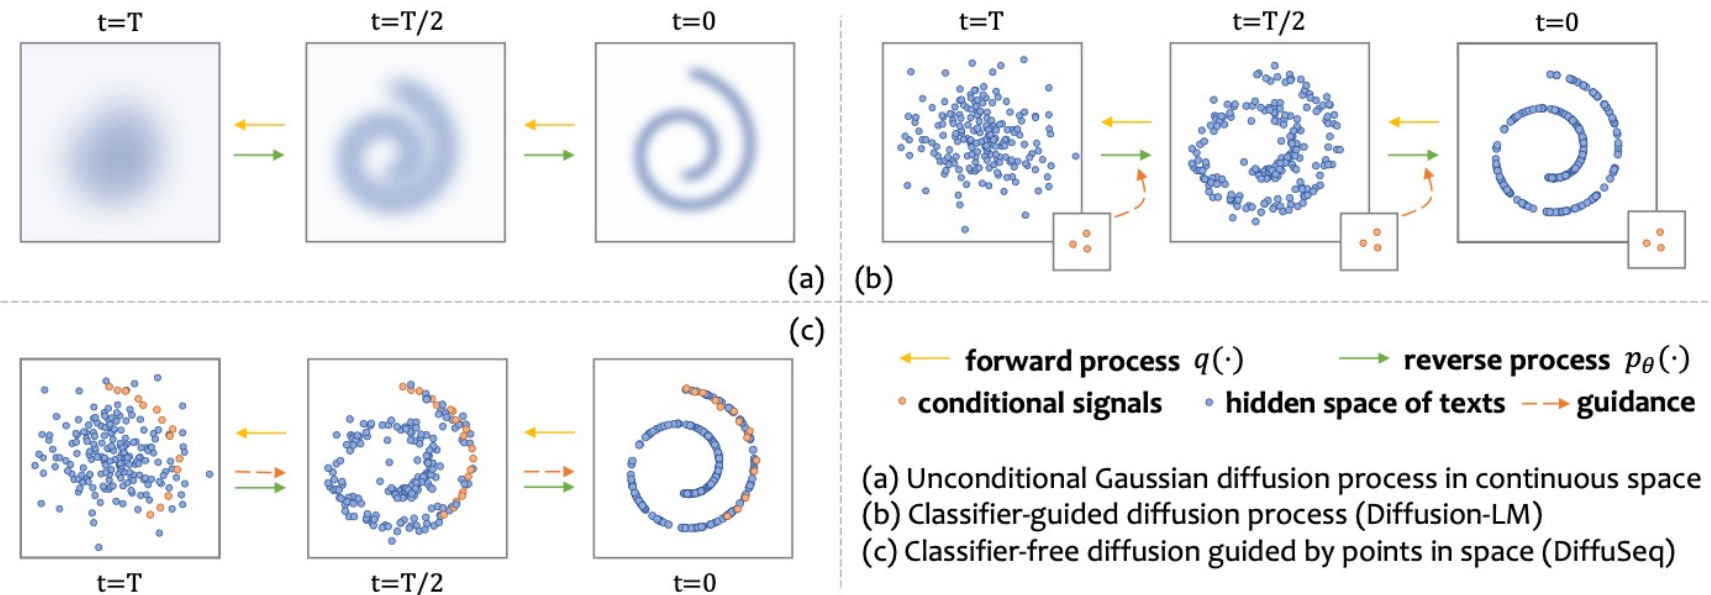 t=T t=T/2 t=0
(a)
t=T t=T/2 t=0
(b)
(c)
t=T t=T/2 t=0
forward process q(·) reverse process pθ(·)
conditional signals hidden space of texts guidance
(a) Unconditional Gaussian diffusion process in continuous space
(b) Classifier-guided diffusion process (Diffusion-LM)
(c) Classifier-free diffusion guided by points in space (DiffuSeq)